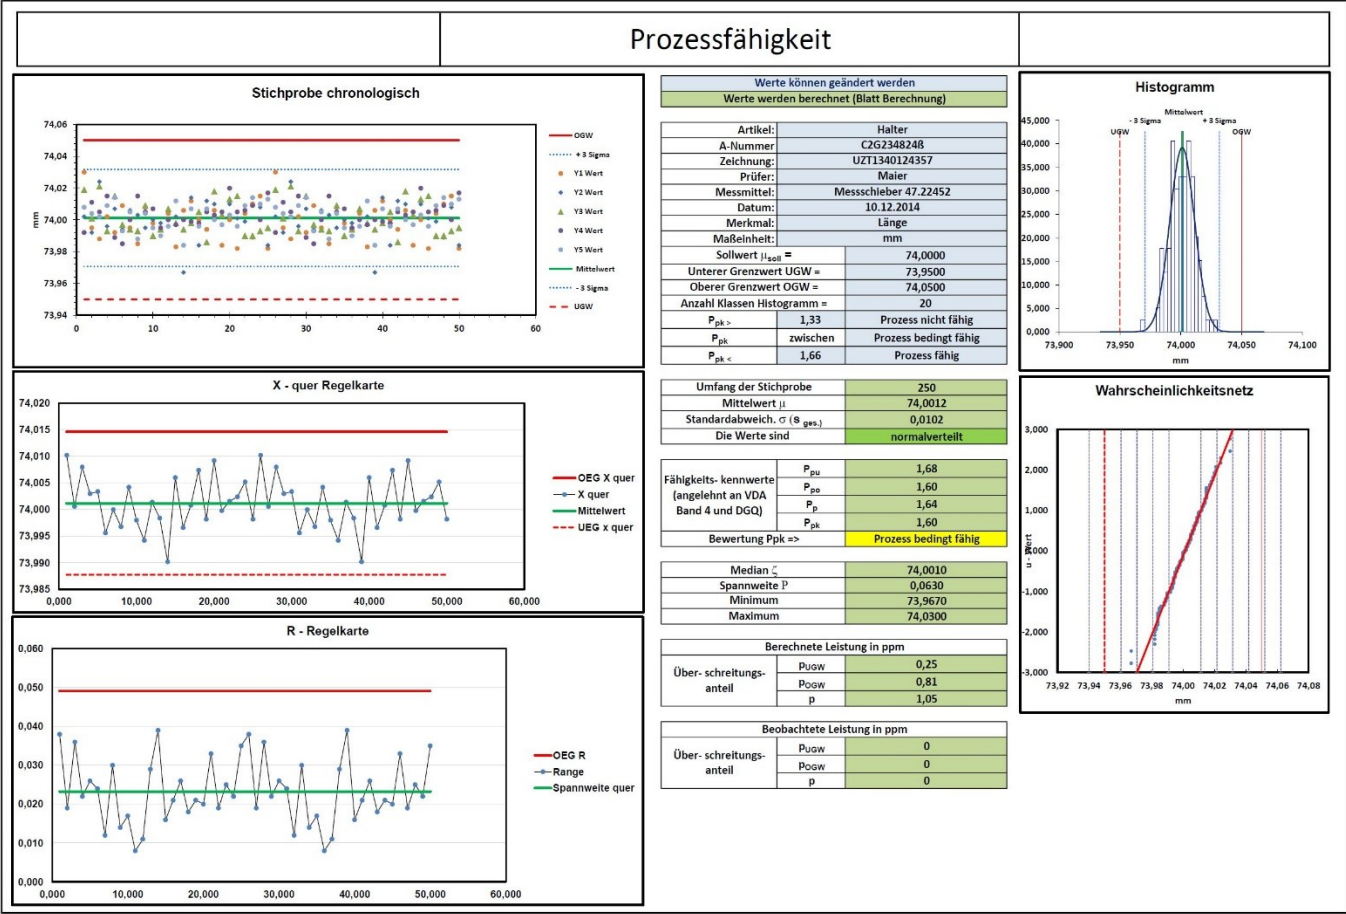 Prozessfähigkeit
Stichprobe chronologisch
mm
74,06
74,04
74,02
74,00
73,98
73,96
73,94
0 10 20 30 40 50 60
OGW
+ 3 Sigma
Y1 Wert
Y2 Wert
Y3 Wert
Y4 Wert
Y5 Wert
Mittelwert
- 3 Sigma
UGW
X - quer Regelkarte
74,020
74,015
74,010
74,005
74,000
73,995
73,990
73,985
0,000 10,000 20,000 30,000 40,000 50,000 60,000
OEG X quer
X quer
Mittelwert
UEG x quer
R - Regelkarte
0,060
0,050
0,040
0,030
0,020
0,010
0,000
0,000 10,000 20,000 30,000 40,000 50,000 60,000
OEG R
Range
Spannweite quer
Werte können geändert werden
Werte werden berechnet (Blatt Berechnung)
Artikel: Halter
A-Nummer C2G234824ß
Zeichnung: UZT1340124357
Prüfer: Maier
Messmittel: Messschieber 47.22452
Datum: 10.12.2014
Merkmal: Länge
Maßeinheit: mm
Sollwert μsoll = 74,0000
Unterer Grenzwert UGW = 73,9500
Oberer Grenzwert OGW = 74,0500
Anzahl Klassen Histogramm = 20
Ppk > 1,33 Prozess nicht fähig
Ppk zwischen Prozess bedingt fähig
Ppk < 1,66 Prozess fähig
Umfang der Stichprobe 250
Mittelwert μ 74,0012
Standardabweich. σ (s ges.) 0,0102
Die Werte sind normalverteilt
Fähigkeits- kennwerte
(angelehnt an VDA
Band 4 und DGQ)
Ppu 1,68
Ppo 1,60
Pp 1,64
Ppk 1,60
Bewertung Ppk => Prozess bedingt fähig
Median ζ 74,0010
Spannweite Ρ 0,0630
Minimum 73,9670
Maximum 74,0300
Berechnete Leistung in ppm
Über- schreitungs-
anteil
pUGW 0,25
pOGW 0,81
p 1,05
Beobachtete Leistung in ppm
Über- schreitungs-
anteil
pUGW 0
pOGW 0
p 0
Histogramm
Mittelwert
- 3 Sigma + 3 Sigma
UGW OGW
45,000
40,000
35,000
30,000
25,000
20,000
15,000
10,000
5,000
0,000
73,900 73,950 74,000 74,050 74,100
mm
Wahrscheinlichkeitsnetz
u - Wert
3,000
2,000
1,000
0,000
-1,000
-2,000
-3,000
73,92 73,94 73,96 73,98 74,00 74,02 74,04 74,06 74,08
mm